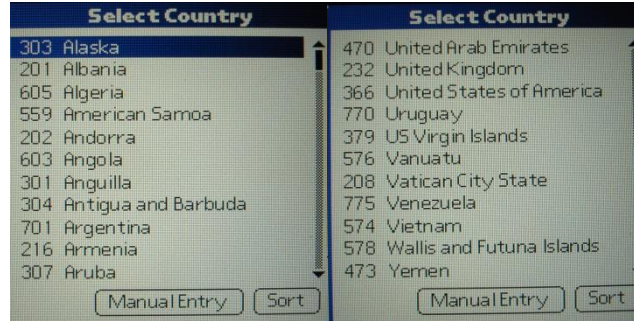 Select Country
303 Alaska
201 Albania
605 Algeria
559 American Samoa
202 Andorra
603 Angola
301 Anguilla
304 Antigua and Barbuda
701 Argentina
216 Armenia
307 Aruba
Manual Entry
Sort
Select Country
470 United Arab Emirates
232 United Kingdom
366 United States of America
770 Uruguay
379 US Virgin Islands
576 Vanuatu
208 Vatican City State
775 Venezuela
574 Vietnam
578 Wallis and Futuna Islands
473 Yemen
Manual Entry
Sort